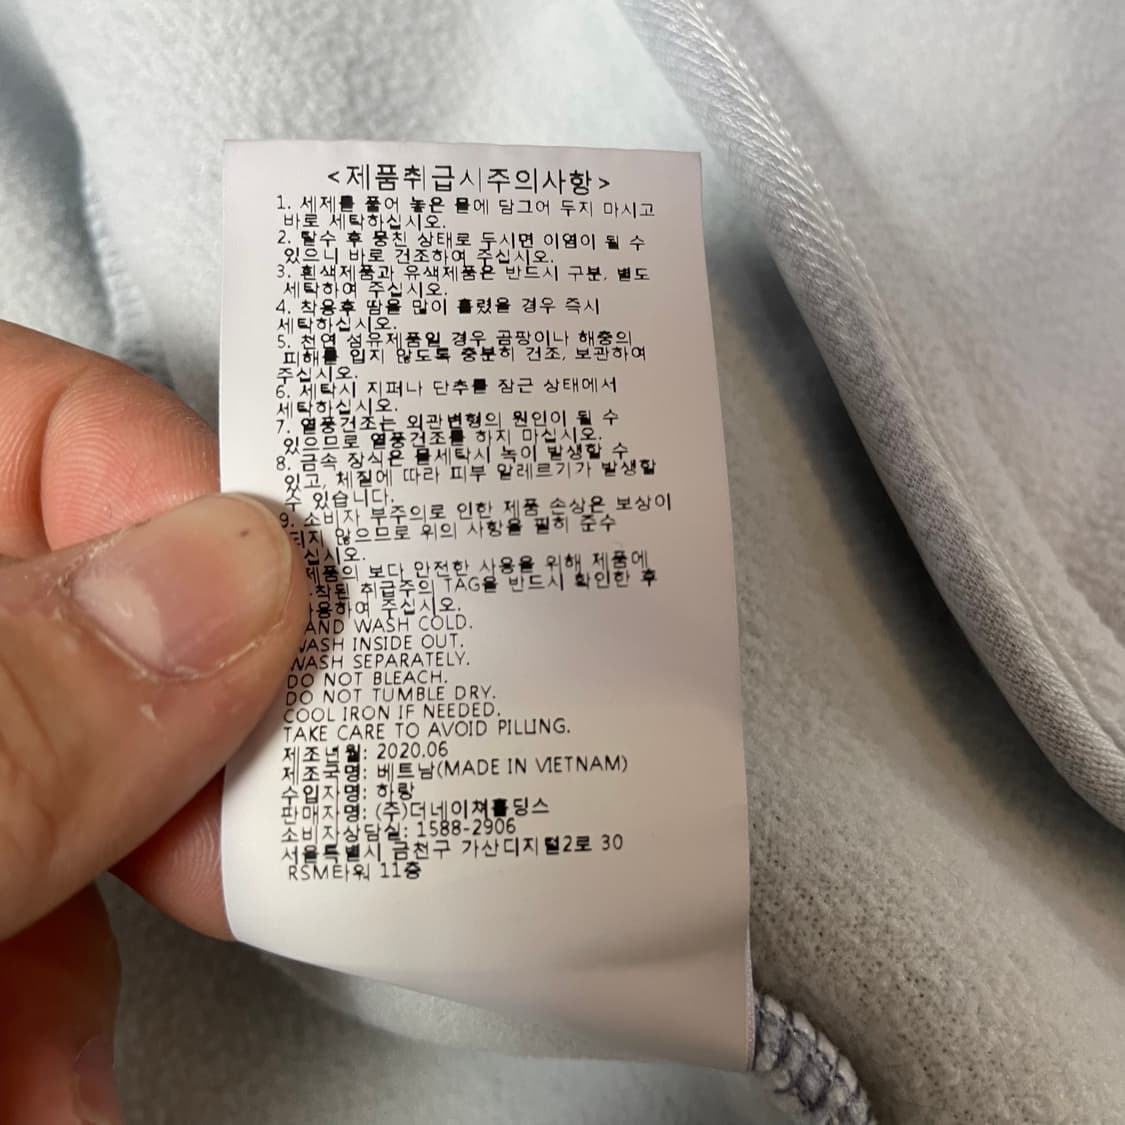 <제품취급시주의사항>
1. 세제를 풀어 놓은 물에 담그어 두지 마시고
바로 세탁하십시오.
2. 탈수 후 뭉친 상태로 두시면 이염이 될 수
있으니 바로 건조하여 주십시오.
3. 흰색제품과 유색제품은 반드시 구분, 별도
세탁하여 주십시오.
4. 착용후 땀을 많이 흘렸을 경우 즉시
세탁하십시오.
5. 천연 섬유제품일 경우 곰팡이나 해충의
피해를 입지 않도록 충분히 건조, 보관하여
주십시오.
6. 세탁시 지퍼나 단추를 잠근 상태에서
세탁하십시오.
7. 열풍건조는 외관변형의 원인이 될 수
있으므로 열풍건조를 하지 마십시오.
8. 금속 장식은 물세탁시 녹이 발생할 수
있고, 체질에 따라 피부 알레르기가 발생할
수 있습니다.
9. 소비자 부주의로 인한 제품 손상은 보상이
되지 않으므로 위의 사항을 필히 준수
십시오.
제품의 보다 안전한 사용을 위해 제품에
착된 취급주의 TAG을 반드시 확인한 후
용하여 주십시오.
AND WASH COLD.
WASH INSIDE OUT.
WASH SEPARATELY.
DO NOT BLEACH.
DO NOT TUMBLE DRY.
COOL IRON IF NEEDED.
TAKE CARE TO AVOID PILLING.
제조년월: 2020.06
제조국명: 베트남(MADE IN VIETNAM)
수입자명: 하랑
판매자명: (주)더네이쳐홀딩스
소비자상담실: 1588-2906
서울특별시 금천구 가산디지털2로 30
RSM타워 11층